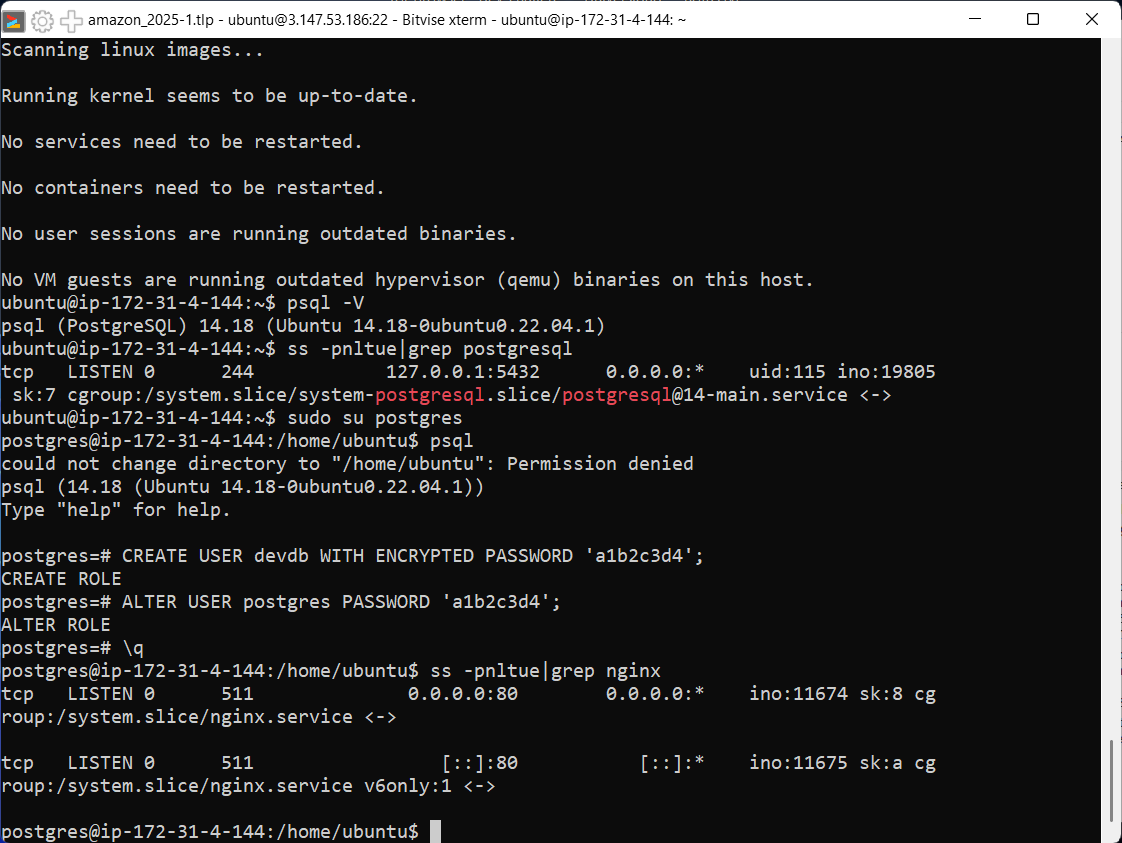 amazon_2025-1.tlp - ubuntu@3.147.53.186:22 - Bitvise xterm - ubuntu@ip-172-31-4-144: ~
Scanning linux images...
Running kernel seems to be up-to-date.
No services need to be restarted.
No containers need to be restarted.
No user sessions are running outdated binaries.
No VM guests are running outdated hypervisor (qemu) binaries on this host.
ubuntu@ip-172-31-4-144:~$ psql -V
psql (PostgreSQL) 14.18 (Ubuntu 14.18-0ubuntu0.22.04.1)
ubuntu@ip-172-31-4-144:~$ ss -pnltue|grep postgresql
tcp   LISTEN 0      244            127.0.0.1:5432      0.0.0.0:*    uid:115 ino:19805
 sk:7 cgroup:/system.slice/system-postgresql.slice/postgresql@14-main.service <->
ubuntu@ip-172-31-4-144:~$ sudo su postgres
postgres@ip-172-31-4-144:/home/ubuntu$ psql
could not change directory to "/home/ubuntu": Permission denied
psql (14.18 (Ubuntu 14.18-0ubuntu0.22.04.1))
Type "help" for help.
postgres=# CREATE USER devdb WITH ENCRYPTED PASSWORD 'a1b2c3d4';
CREATE ROLE
postgres=# ALTER USER postgres PASSWORD 'a1b2c3d4';
ALTER ROLE
postgres=# \q
postgres@ip-172-31-4-144:/home/ubuntu$ ss -pnltue|grep nginx
tcp   LISTEN 0      511              0.0.0.0:80        0.0.0.0:*    ino:11674 sk:8 cg
roup:/system.slice/nginx.service <->
tcp   LISTEN 0      511                 [::]:80           [::]:*    ino:11675 sk:a cg
roup:/system.slice/nginx.service v6only:1 <->
postgres@ip-172-31-4-144:/home/ubuntu$